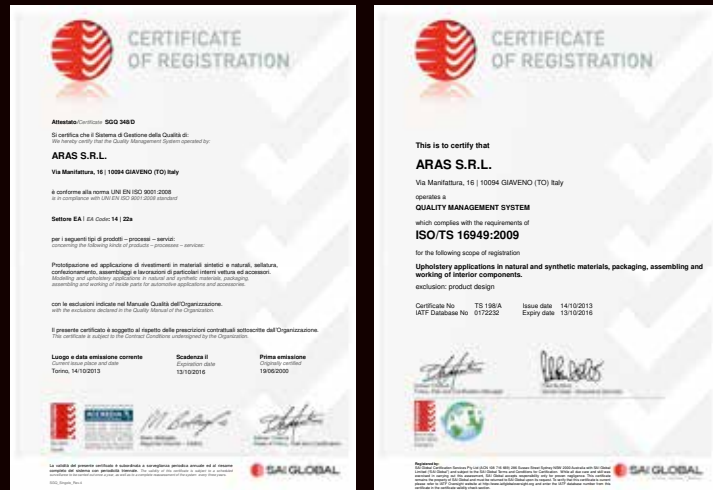 CERTIFICATE
OF REGISTRATION
Attestato/Certificate SGQ 348/D
Si certifica che il Sistema di Gestione della Qualità di:
We hereby certify that the Quality Management System operated by:
ARAS S.R.L.
Via Manifattura, 16 | 10094 GIAVENO (TO) Italy
è conforme alla norma UNI EN ISO 9001:2008
is in compliance with UNI EN ISO 9001:2008 standard
Settore EA | EA Code: 14 | 22a
per i seguenti tipi di prodotti – processi – servizi:
concerning the following kinds of products – processes – services:
Prototipazione ed applicazione di rivestimenti in materiali sintetici e naturali, sellatura,
confezionamento, assemblaggi e lavorazioni di particolari interni vettura ed accessori.
Modelling and upholstery applications in natural and synthetic materials, packaging,
assembling and working of inside parts for automotive applications and accessories.
con le esclusioni indicate nel Manuale Qualità dell'Organizzazione.
with the exclusions declared in the Quality Manual of the Organization.
Il presente certificato è soggetto al rispetto delle prescrizioni contrattuali sottoscritte dall'Organizzazione.
This certificate is subject to the Contract Conditions undersigned by the Organization.
Luogo e data emissione corrente
Current issue place and date
Torino, 14/10/2013
Scadenza il
Expiration date
13/10/2016
Prima emissione
Originally certified
19/06/2000
SAI GLOBAL
CERTIFICATE
OF REGISTRATION
This is to certify that
ARAS S.R.L.
Via Manifattura, 16 | 10094 GIAVENO (TO) Italy
operates a
QUALITY MANAGEMENT SYSTEM
which complies with the requirements of
ISO/TS 16949:2009
for the following scope of registration
Upholstery applications in natural and synthetic materials, packaging, assembling and
working of interior components.
exclusion: product design
Certificate No TS 198/A Issue date 14/10/2013
IATF Database No 0172232 Expiry date 13/10/2016
Registered by:
SAI GLOBAL